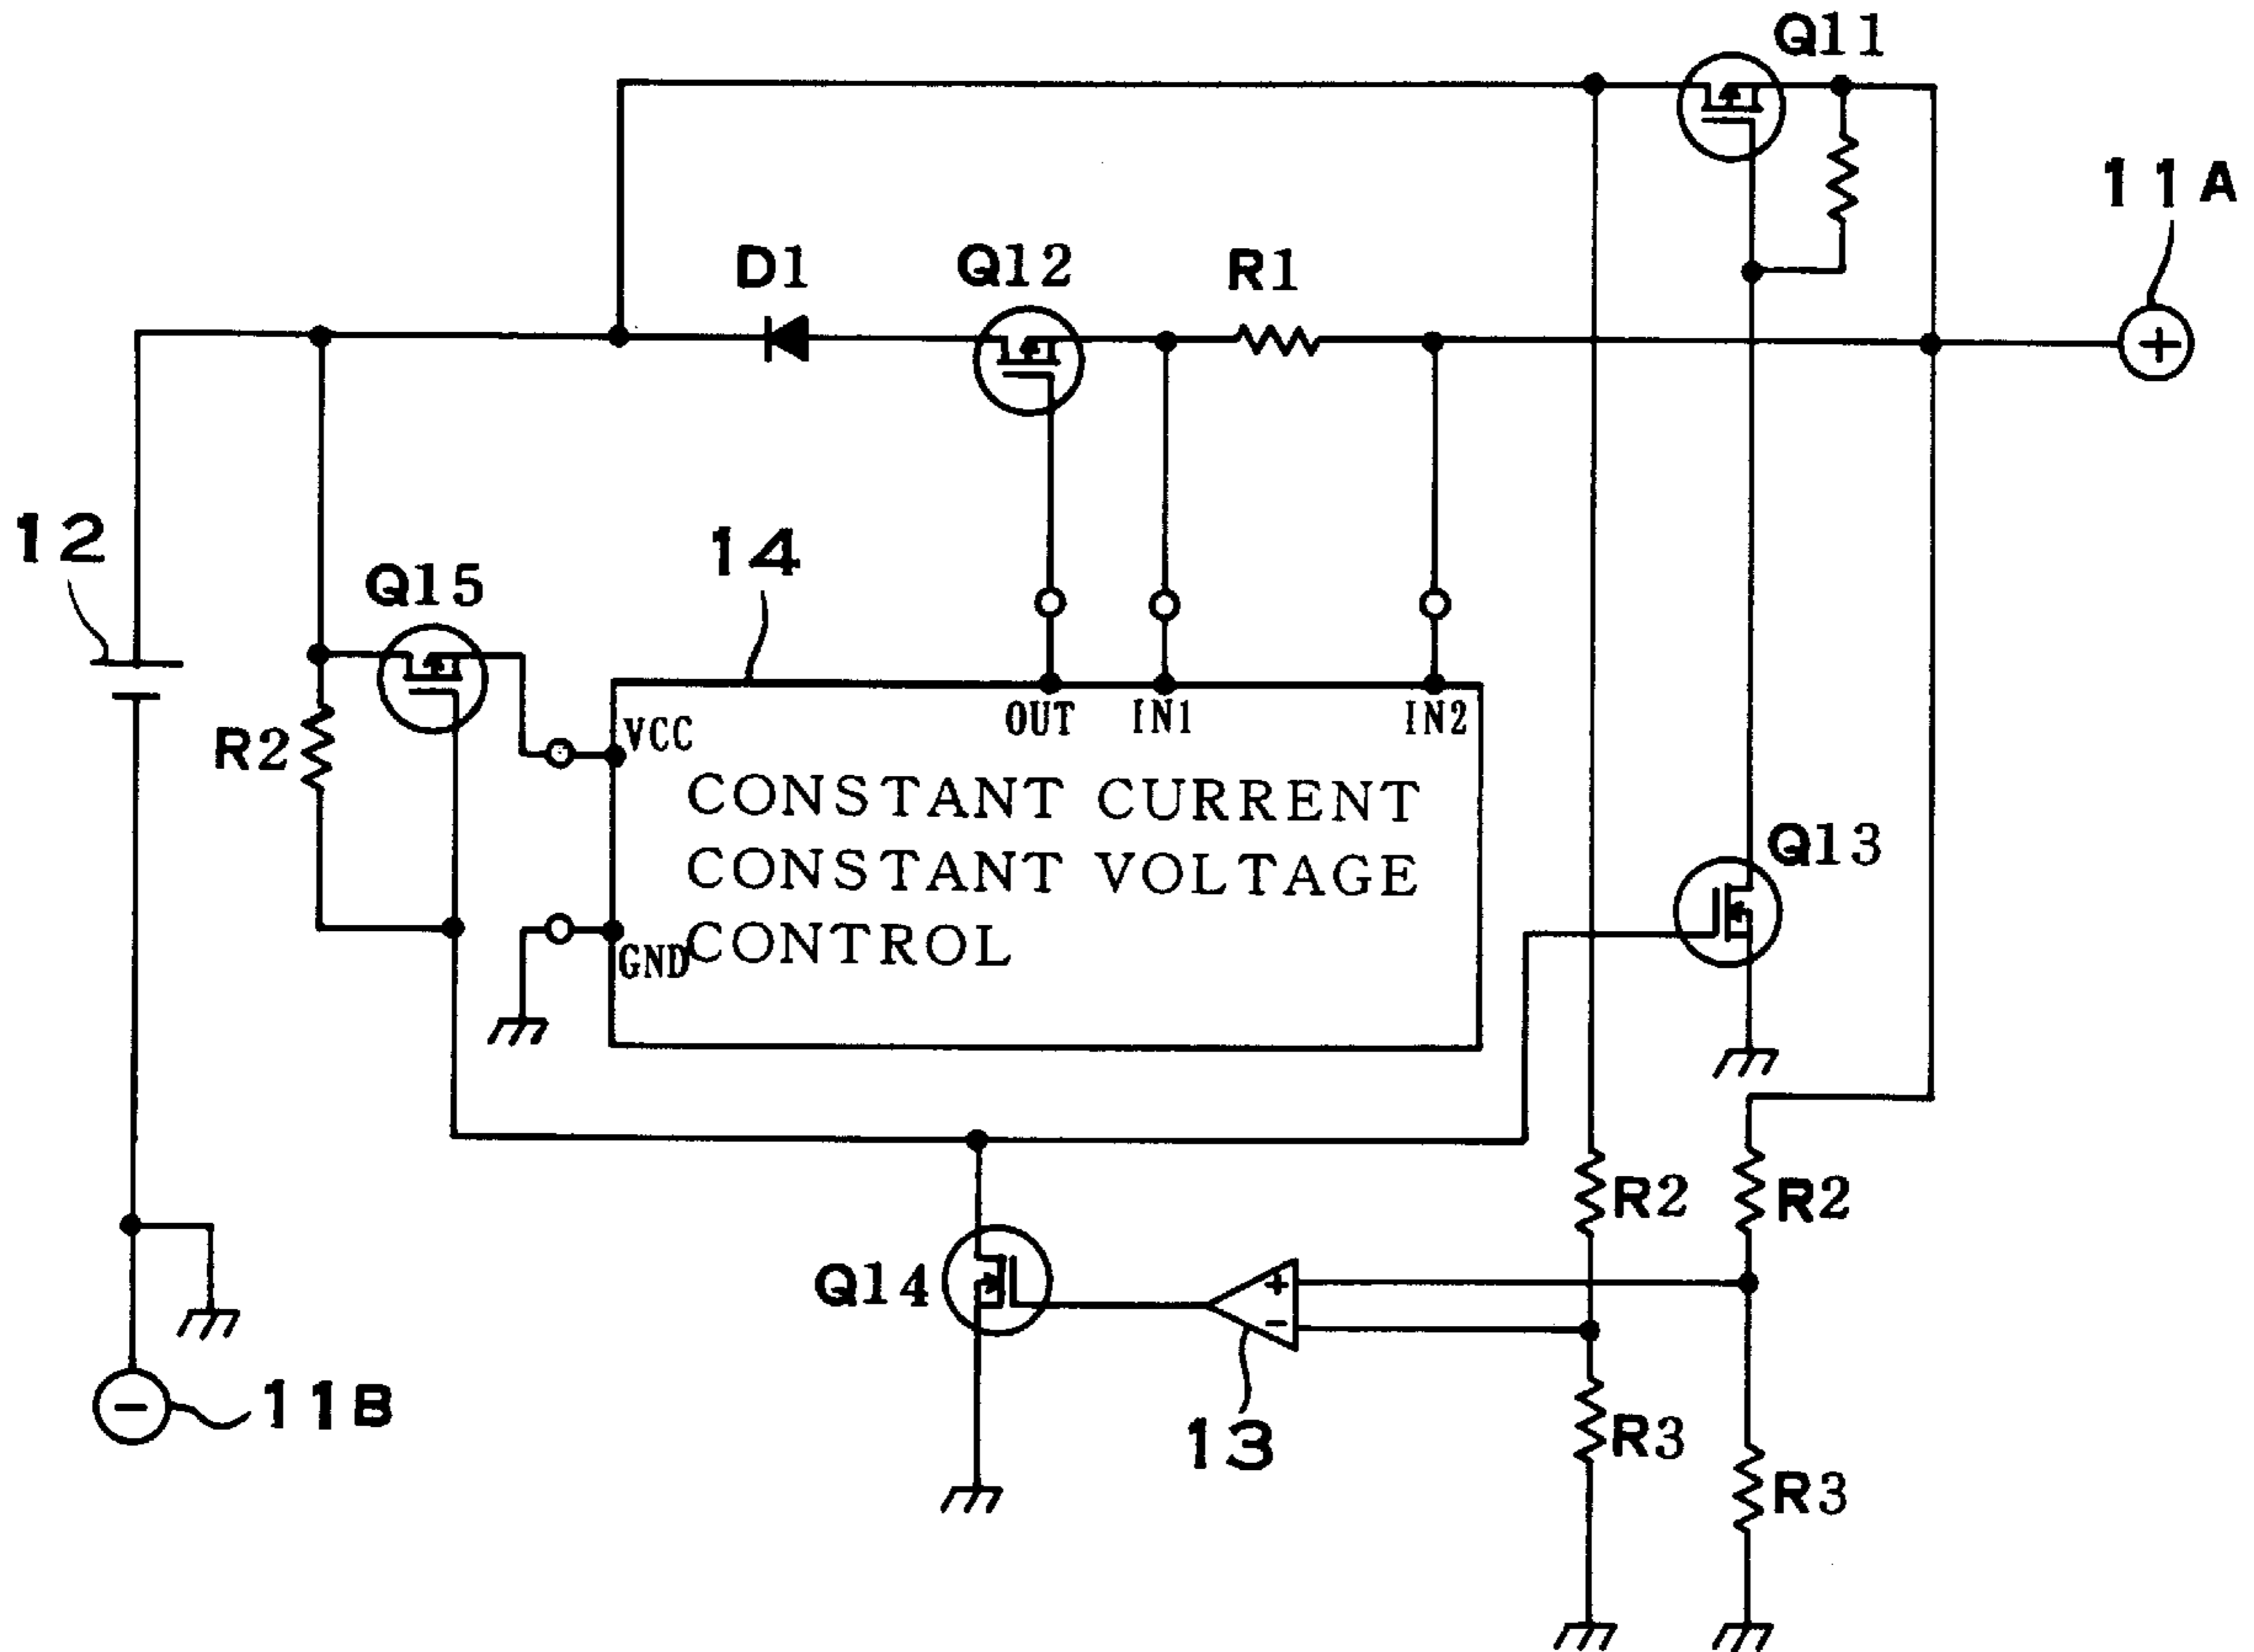 Q11
11A
D1
Q12
R1
12
Q15
14
OUT
IN1
IN2
R2
VCC
CONSTANT CURRENT
CONSTANT VOLTAGE
CONTROL
GND
Q13
R2
R2
Q14
+
-
13
11B
R3
R3